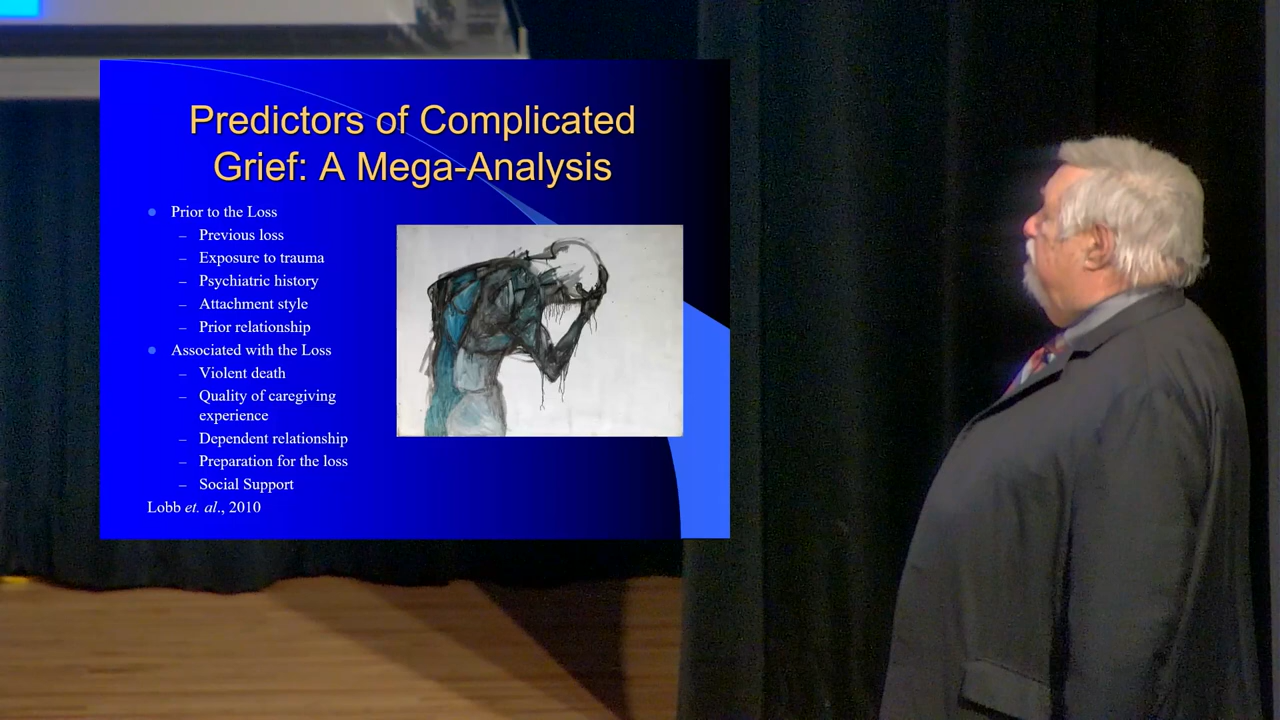 Predictors of Complicated
Grief: A Mega-Analysis
Prior to the Loss
– Previous loss
– Exposure to trauma
– Psychiatric history
– Attachment style
– Prior relationship
Associated with the Loss
– Violent death
– Quality of caregiving
experience
– Dependent relationship
– Preparation for the loss
– Social Support
Lobb et. al., 2010